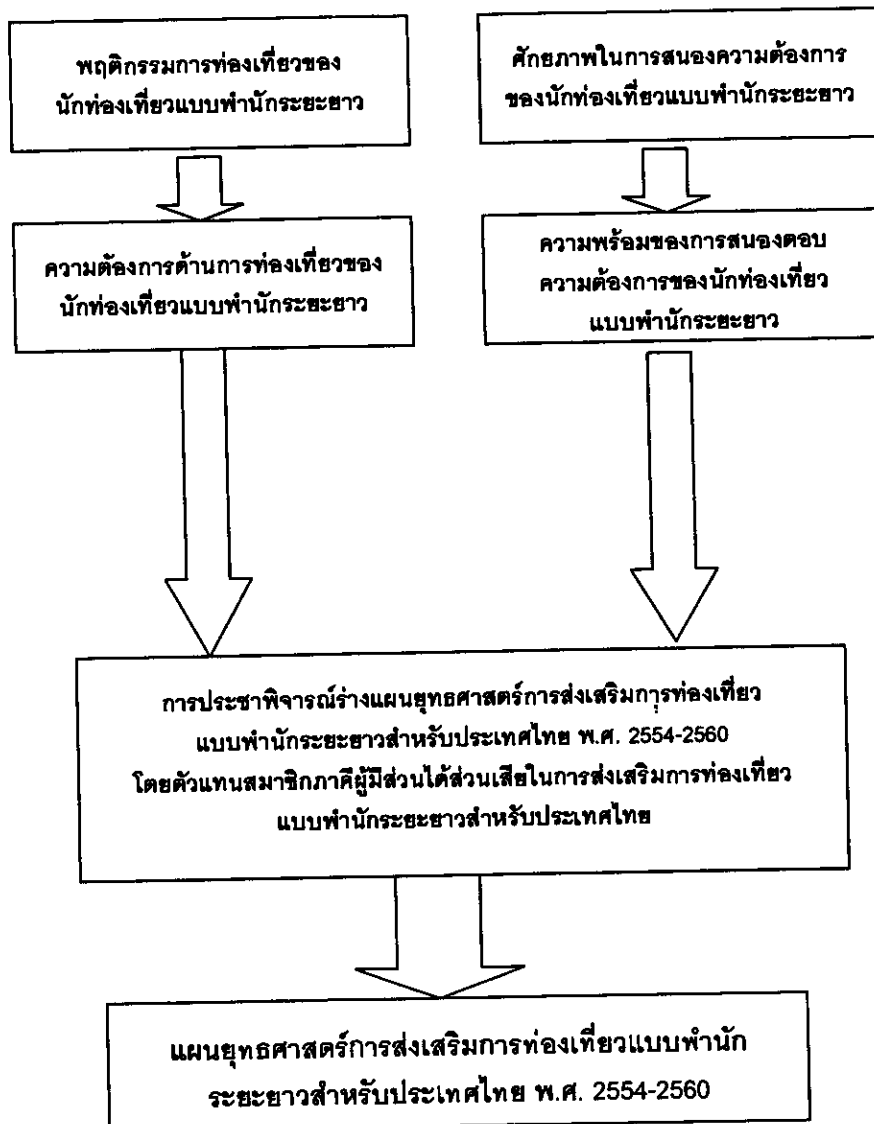 พฤติกรรมการท่องเที่ยวของ
นักท่องเที่ยวแบบพำนักระยะยาว
ศักยภาพในการสนองความต้องการ
ของนักท่องเที่ยวแบบพำนักระยะยาว
ความต้องการด้านการท่องเที่ยวของ
นักท่องเที่ยวแบบพำนักระยะยาว
ความพร้อมของการสนองตอบ
ความต้องการของนักท่องเที่ยว
แบบพำนักระยะยาว
การประชาพิจารณ์ร่างแผนยุทธศาสตร์การส่งเสริมการท่องเที่ยว
แบบพำนักระยะยาวสำหรับประเทศไทย พ.ศ. 2554-2560
โดยตัวแทนสมาชิกภาคีผู้มีส่วนได้ส่วนเสียในการส่งเสริมการท่องเที่ยว
แบบพำนักระยะยาวสำหรับประเทศไทย
แผนยุทธศาสตร์การส่งเสริมการท่องเที่ยวแบบพำนัก
ระยะยาวสำหรับประเทศไทย พ.ศ. 2554-2560